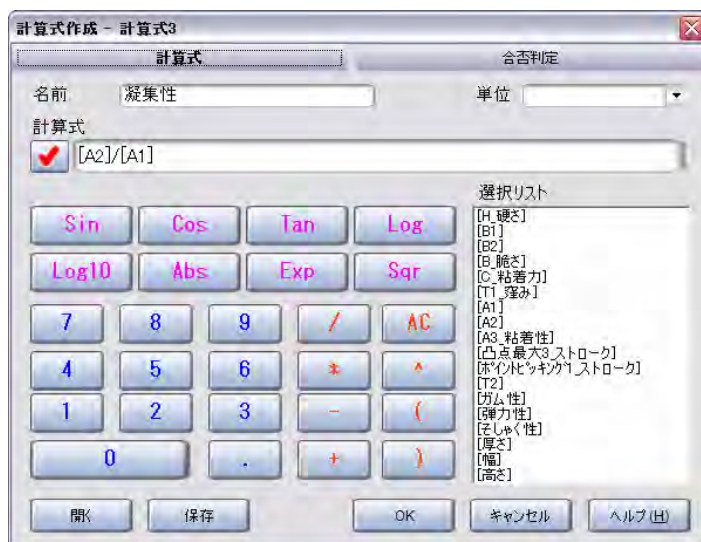 計算式作成 - 計算式3
計算式 合否判定
名前 凝集性 単位
計算式
[A2]/[A1]
選択リスト
Sin Cos Tan Log
Log10 Abs Exp Sqr
7 8 9 / AC
4 5 6 * ^
1 2 3 - (
0 . + )
[H_硬さ]
[B1]
[B2]
[B_脆さ]
[C_粘着力]
[T1_窪み]
[A1]
[A2]
[A3_粘着性]
[凸点最大3_ストローク]
[ﾎﾟｲﾝﾄﾋﾟｯｷﾝｸﾞ1_ストローク]
[T2]
[ガム性]
[弾力性]
[そしゃく性]
[厚さ]
[幅]
[高さ]
開く 保存 OK キャンセル ヘルプ(H)